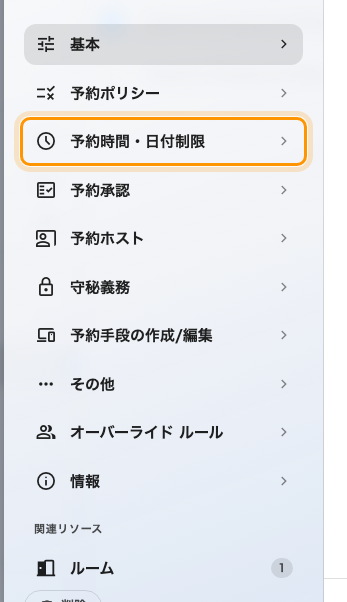 基本
予約ポリシー
予約時間・日付制限
予約承認
予約ホスト
守秘義務
予約手段の作成/編集
その他
オーバーライド ルール
情報
関連リソース
ルーム 1